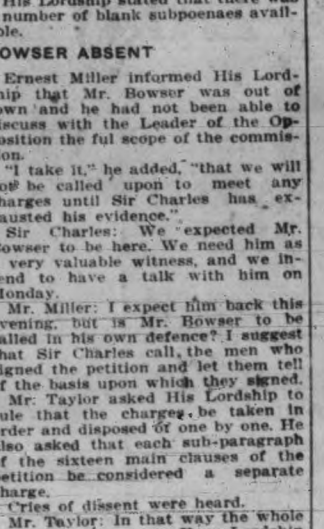 His Lordship stated that there was
number of blank subpoenaes avail-
ble.
OWSER ABSENT
Ernest Miller informed His Lord-
hip that Mr. Bowser was out of
own and he had not been able to
iscuss with the Leader of the Op-
osition the ful scope of the commis-
ion.
"I take it," he added, "that we will
not be called upon to meet any
harges until Sir Charles has ex-
austed his evidence."
Sir Charles: We expected Mr.
owser to be here. We need him as
very valuable witness, and we in-
end to have a talk with him on
Monday.
Mr. Miller: I expect him back this
vening, but is Mr. Bowser to be
alled in his own defence? I suggest
hat Sir Charles call, the men who
igned the petition and let them tell
f the basis upon which they signed.
Mr. Taylor asked His Lordship to
ule that the charges be taken in
rder and disposed of one by one. He
lso asked that each sub-paragraph
f the sixteen main clauses of the
etition be considered a separate
harge.
Cries of dissent were heard.
Mr. Taylor: In that way the whole